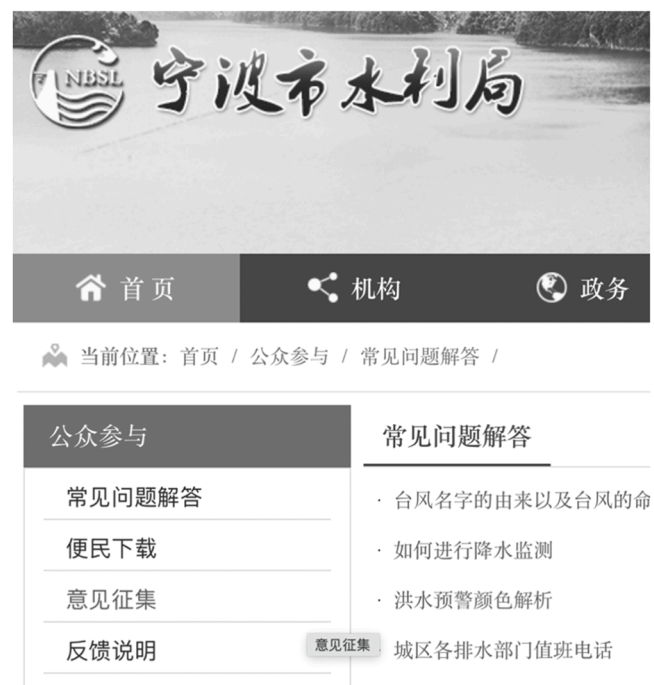 NBSL 宁波市水利局
首页 机构 政务
当前位置：首页 / 公众参与 / 常见问题解答 /
公众参与
常见问题解答
便民下载
意见征集
反馈说明
意见征集
常见问题解答
· 台风名字的由来以及台风的命
· 如何进行降水监测
· 洪水预警颜色解析
· 城区各排水部门值班电话